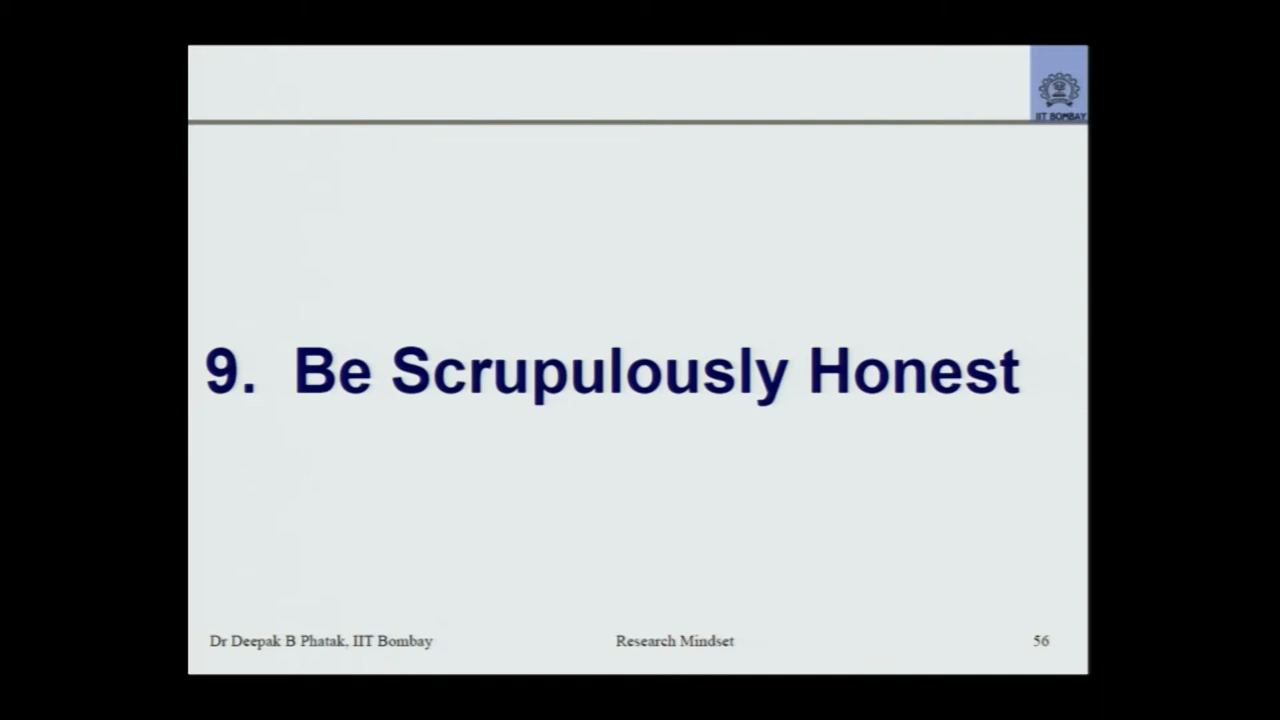 IIT BOMBAY
9. Be Scrupulously Honest
Dr Deepak B Phatak, IIT Bombay
Research Mindset
56